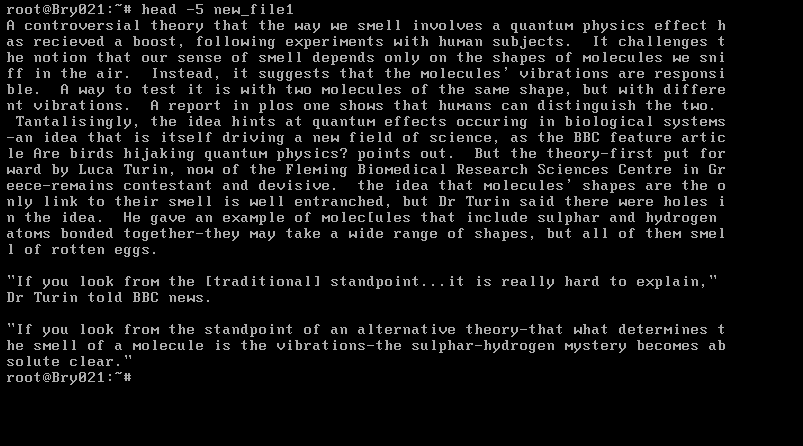 root@Bry021:~# head -5 new_file1
A controversial theory that the way we smell involves a quantum physics effect h
as recieved a boost, following experiments with human subjects.  It challenges t
he notion that our sense of smell depends only on the shapes of molecules we sni
ff in the air.  Instead, it suggests that the molecules' vibrations are responsi
ble.  A way to test it is with two molecules of the same shape, but with differe
nt vibrations.  A report in plos one shows that humans can distinguish the two.
 Tantalisingly, the idea hints at quantum effects occuring in biological systems
-an idea that is itself driving a new field of science, as the BBC feature artic
le Are birds hijaking quantum physics? points out.  But the theory-first put for
ward by Luca Turin, now of the Fleming Biomedical Research Sciences Centre in Gr
eece-remains contestant and devisive.  the idea that molecules' shapes are the o
nly link to their smell is well entranched, but Dr Turin said there were holes i
n the idea.  He gave an example of molec[ules that include sulphar and hydrogen
atoms bonded together-they may take a wide range of shapes, but all of them smel
l of rotten eggs.

"If you look from the [traditional] standpoint...it is really hard to explain,"
Dr Turin told BBC news.

"If you look from the standpoint of an alternative theory-that what determines t
he smell of a molecule is the vibrations-the sulphar-hydrogen mystery becomes ab
solute clear."
root@Bry021:~#